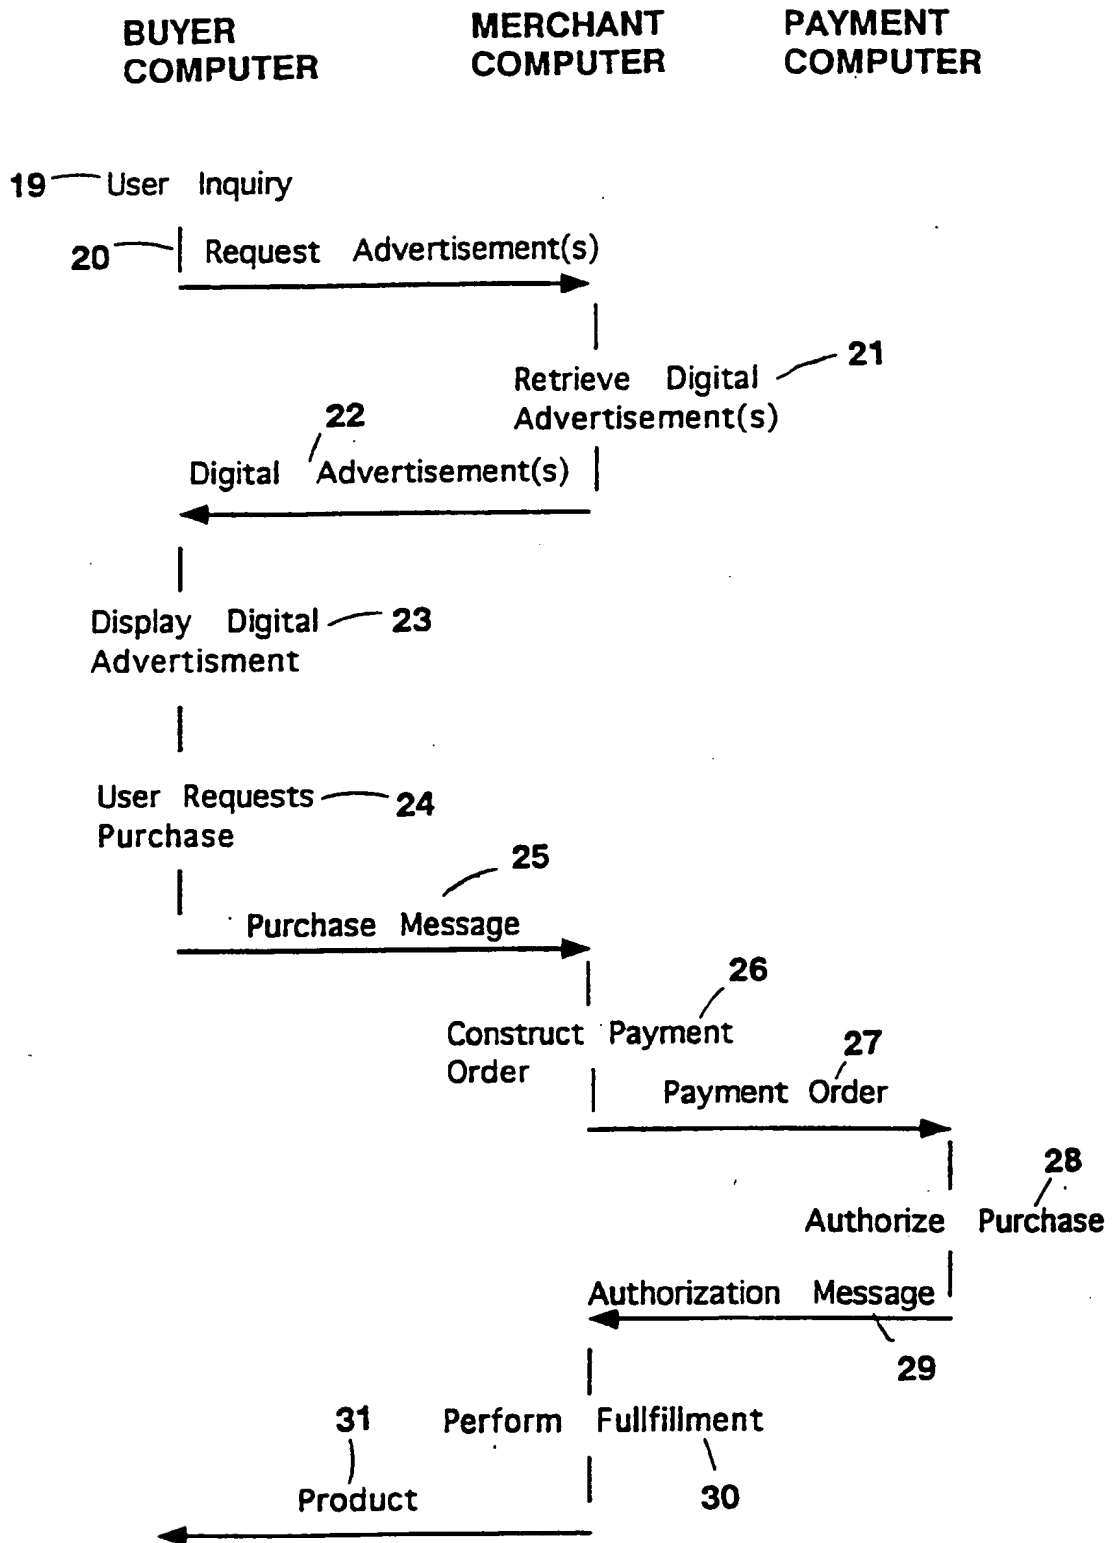 BUYER
COMPUTER
MERCHANT
COMPUTER
PAYMENT
COMPUTER
19
User Inquiry
20
Request Advertisement(s)
21
Retrieve Digital
Advertisement(s)
22
Digital Advertisement(s)
Display Digital
Advertisment
23
User Requests
Purchase
24
25
Purchase Message
26
Construct Payment
Order
27
Payment Order
28
Authorize Purchase
Authorization Message
29
31
Perform Fullfillment
Product
30